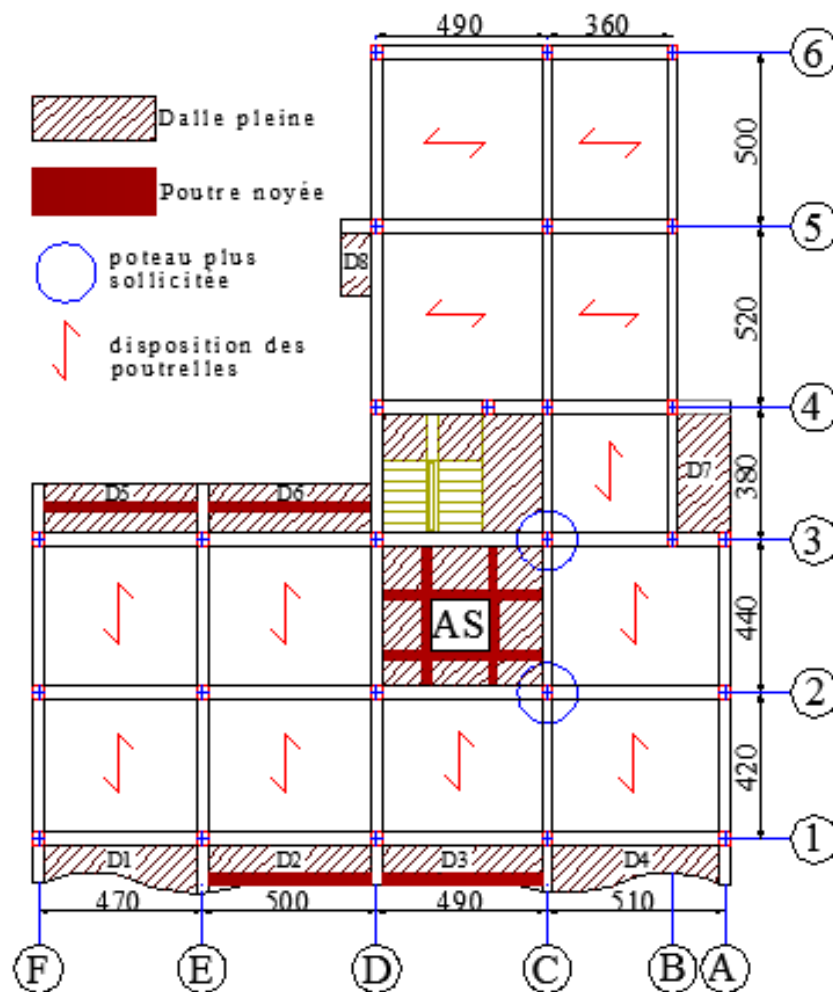 490 360
6
Dalle pleine
500
Poutre noyée
5
D8
poteau plus
sollicitée
520
disposition des
poutrelles
4
D7
380
D5 D6
3
AS
440
2
420
1
D1 D2 D3 D4
470 500 490 510
F E D C B A